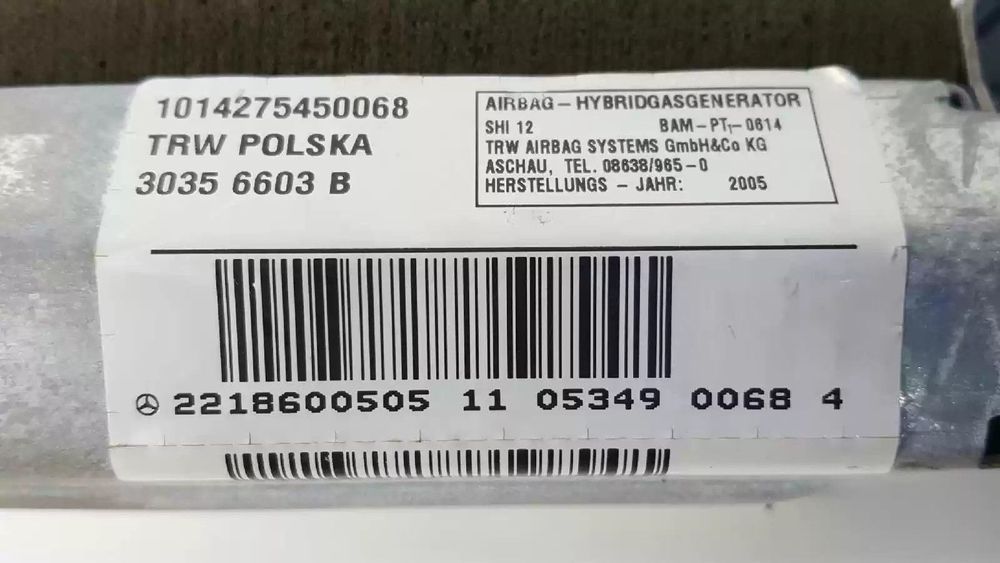 1014275450068
TRW POLSKA
3035 6603 B
AIRBAG – HYBRIDGASGENERATOR
SHI 12 BAM–PT₁–0614
TRW AIRBAG SYSTEMS GmbH&Co KG
ASCHAU, TEL. 08638/965–0
HERSTELLUNGS – JAHR: 2005
2218600505 11 05349 0068 4